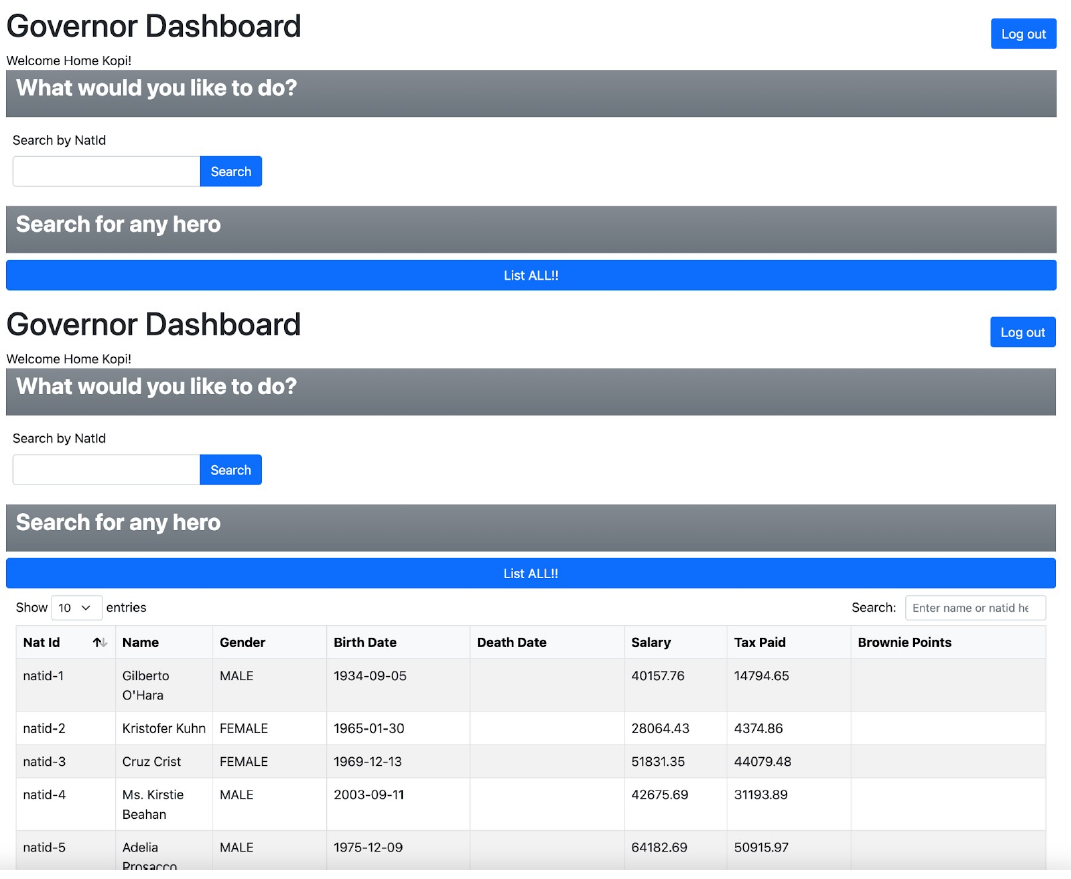 Governor Dashboard
Log out
Welcome Home Kopi!
What would you like to do?
Search by NatId
Search
Search for any hero
List ALL!!
Governor Dashboard
Log out
Welcome Home Kopi!
What would you like to do?
Search by NatId
Search
Search for any hero
List ALL!!
Show 10 entries Search: Enter name or natid he
Nat Id Name Gender Birth Date Death Date Salary Tax Paid Brownie Points
natid-1 Gilberto MALE 1934-09-05 40157.76 14794.65
O'Hara
natid-2 Kristofer Kuhn FEMALE 1965-01-30 28064.43 4374.86
natid-3 Cruz Crist FEMALE 1969-12-13 51831.35 44079.48
natid-4 Ms. Kirstie MALE 2003-09-11 42675.69 31193.89
Beahan
natid-5 Adelia MALE 1975-12-09 64182.69 50915.97
Prosacco